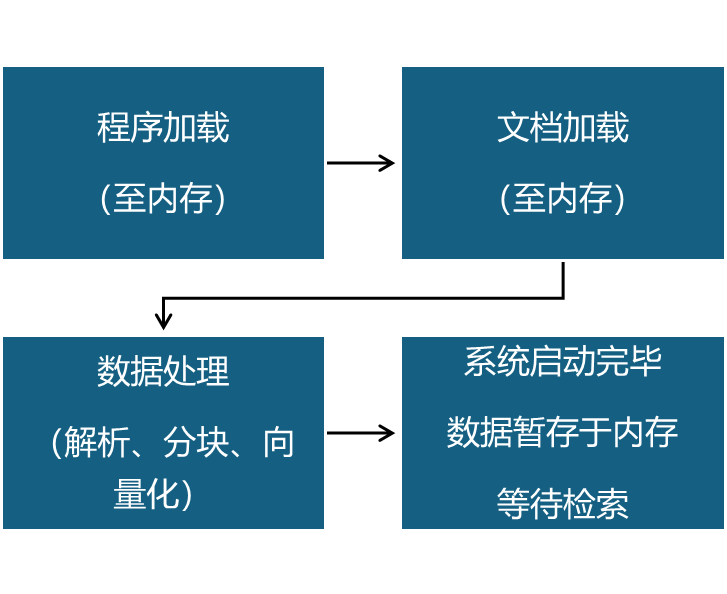 程序加载
（至内存）
文档加载
（至内存）
数据处理
（解析、分块、向
量化）
系统启动完毕
数据暂存于内存
等待检索